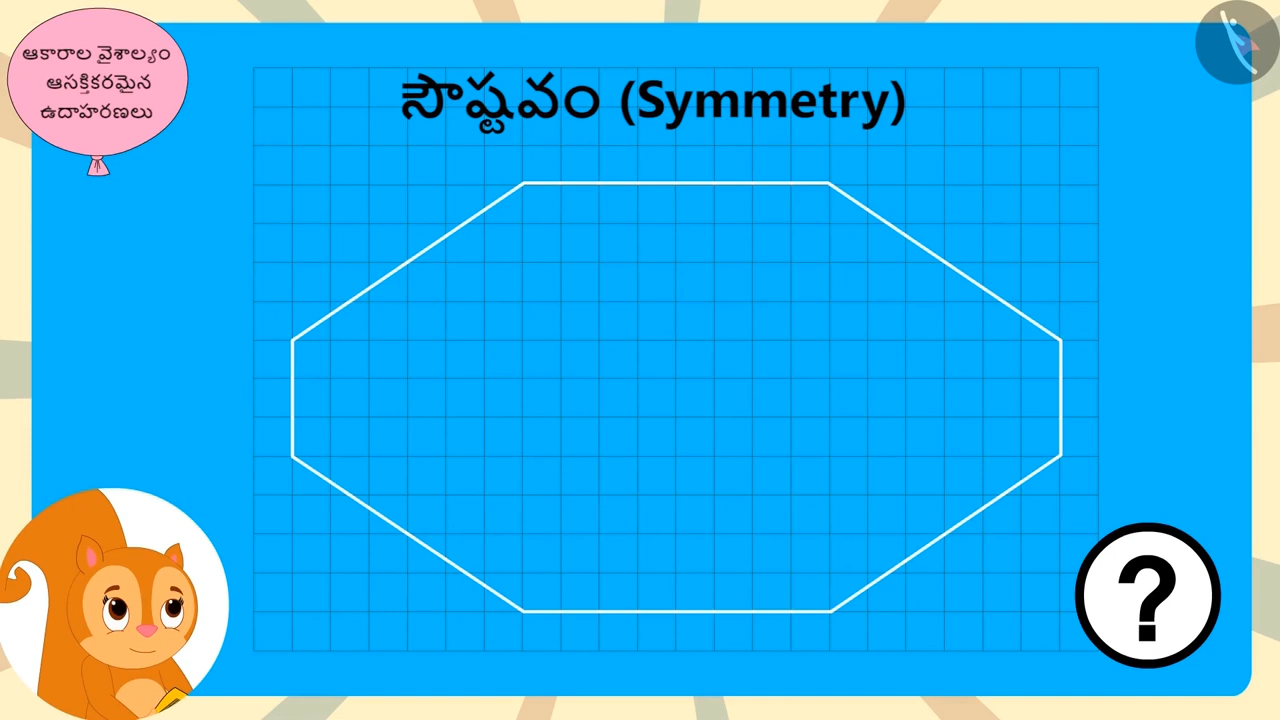 ఆకారాల వైశాల్యం
ఆసక్తికరమైన
ఉదాహరణలు
సౌష్టవం (Symmetry)
?